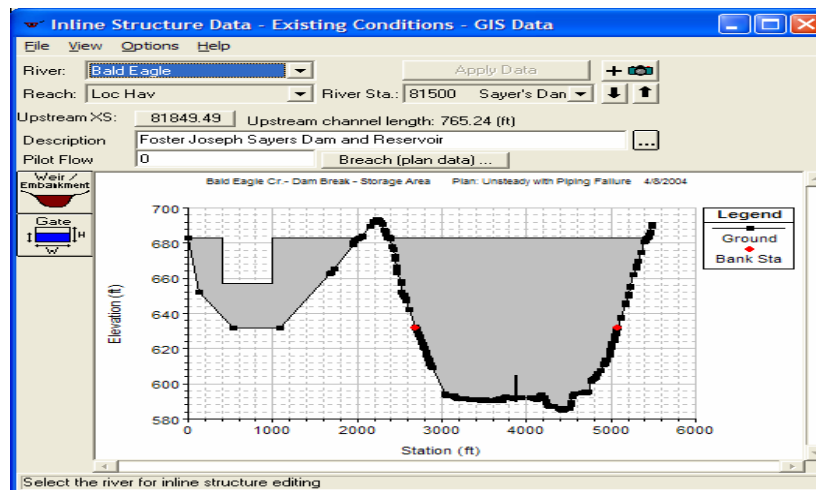 Inline Structure Data - Existing Conditions - GIS Data
File View Options Help
River: Bald Eagle Apply Data
Reach: Loc Hav River Sta.: 81500 Sayer's Dan
Upstream XS: 81849.49 Upstream channel length: 765.24 (ft)
Description Foster Joseph Sayers Dam and Reservoir ...
Pilot Flow 0 Breach (plan data) ...
Weir / Embankment
Gate
H
W
Bald Eagle Cr.- Dam Break - Storage Area Plan: Unsteady with Piping Failure 4/8/2004
700
680
660
640
620
600
580
Elevation (ft)
0 1000 2000 3000 4000 5000 6000
Station (ft)
Legend
Ground
Bank Sta
Select the river for inline structure editing